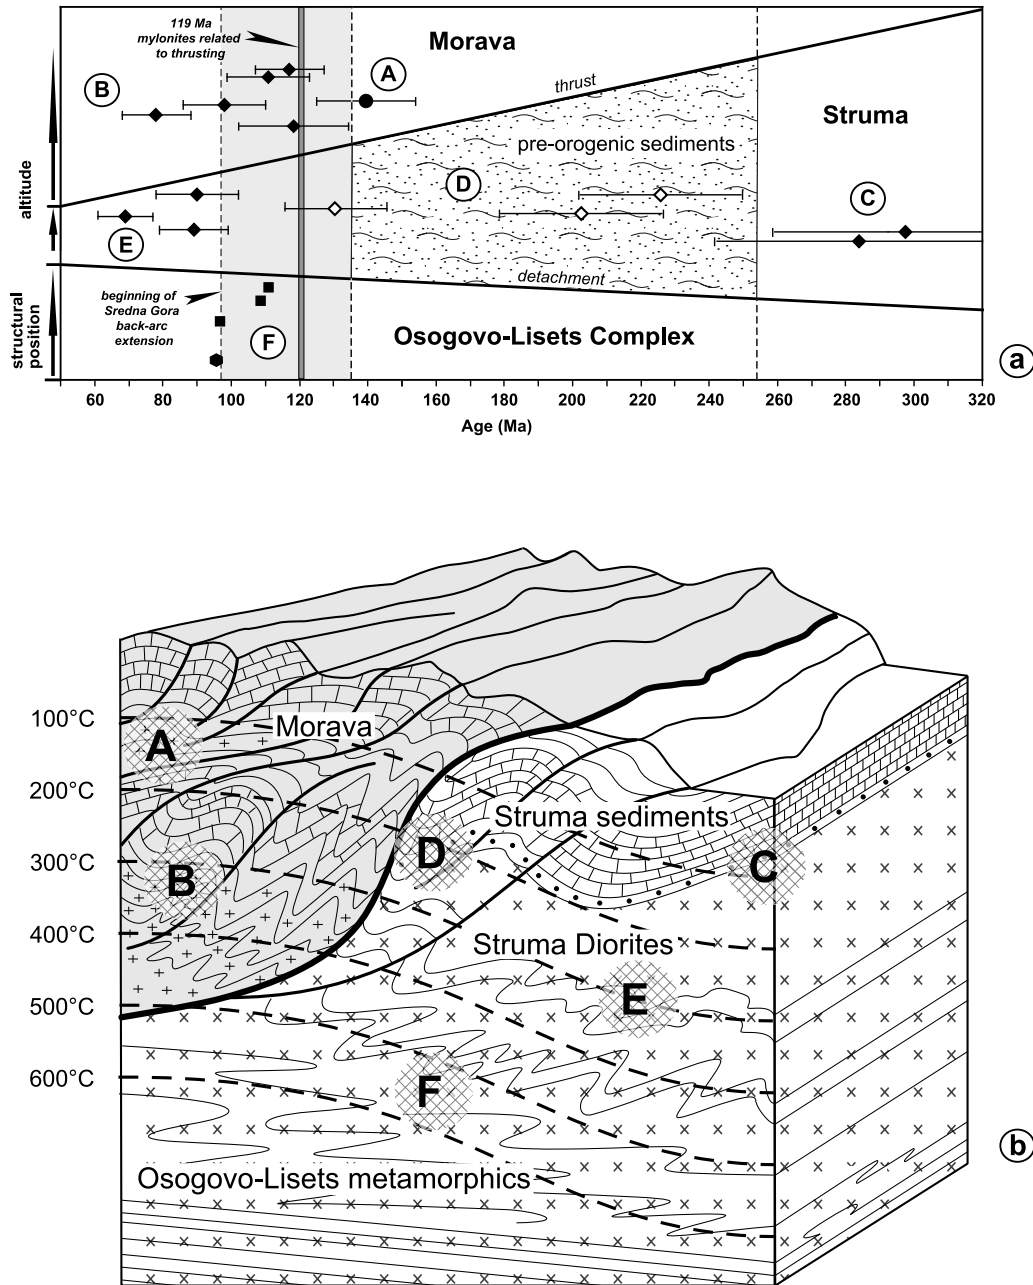 119 Ma
mylonites related
to thrusting
Morava
A
B
thrust
Struma
pre-orogenic sediments
D
C
E
altitude
structural
position
detachment
beginning of
Sredna Gora
back-arc
extension
F
Osogovo-Lisets Complex
a
60 80 100 120 140 160 180 200 220 240 260 280 300 320
Age (Ma)
100°C
Morava
A
200°C
Struma sediments
D
300°C
C
B
400°C
Struma Diorites
500°C
E
600°C
F
b
Osogovo-Lisets metamorphics